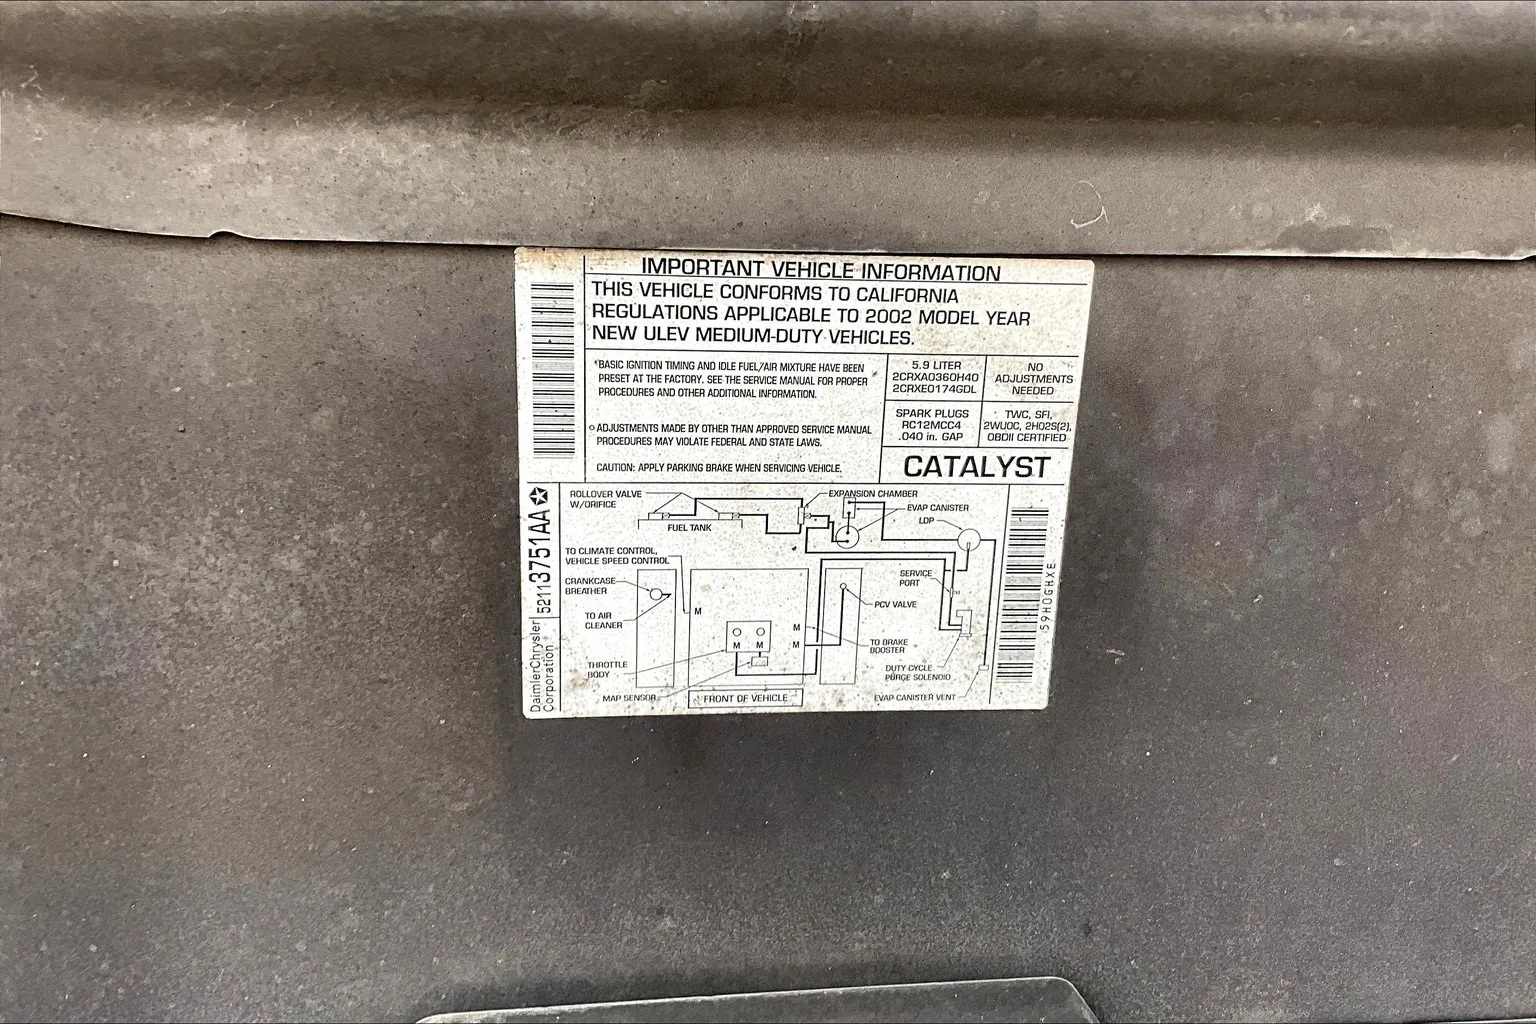 IMPORTANT VEHICLE INFORMATION
THIS VEHICLE CONFORMS TO CALIFORNIA
REGULATIONS APPLICABLE TO 2002 MODEL YEAR
NEW ULEV MEDIUM-DUTY VEHICLES.
*BASIC IGNITION TIMING AND IDLE FUEL/AIR MIXTURE HAVE BEEN
PRESET AT THE FACTORY. SEE THE SERVICE MANUAL FOR PROPER
PROCEDURES AND OTHER ADDITIONAL INFORMATION.
ADJUSTMENTS MADE BY OTHER THAN APPROVED SERVICE MANUAL
PROCEDURES MAY VIOLATE FEDERAL AND STATE LAWS.
CAUTION: APPLY PARKING BRAKE WHEN SERVICING VEHICLE.
5.9 LITER
2CRXA0360H40
2CRXE0174GDL
NO
ADJUSTMENTS
NEEDED
SPARK PLUGS
RC12MCC4
.040 in. GAP
TWC, SFI,
2WUOC, 2HO2S(2),
OBDII CERTIFIED
CATALYST
ROLLOVER VALVE
W/ORIFICE
FUEL TANK
EXPANSION CHAMBER
EVAP CANISTER
LDP
TO CLIMATE CONTROL,
VEHICLE SPEED CONTROL
CRANKCASE
BREATHER
TO AIR
CLEANER
THROTTLE
BODY
MAP SENSOR
M
M M
M
M
FRONT OF VEHICLE
SERVICE
PORT
PCV VALVE
TO BRAKE
BOOSTER
DUTY CYCLE
PURGE SOLENOID
EVAP CANISTER VENT
52113751AA
DaimlerChrysler
Corporation
59H0GHXE